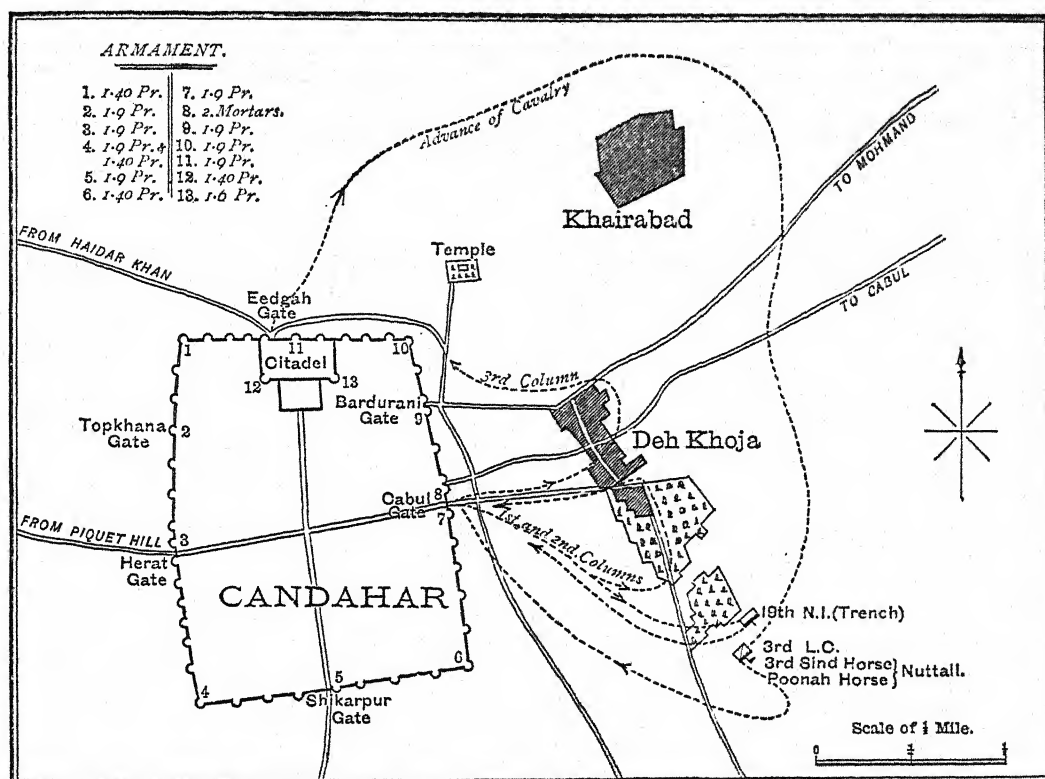 ARMAMENT.
1. 1·40 Pr.
2. 1·9 Pr.
3. 1·9 Pr.
4. 1·9 Pr. &
1·40 Pr.
5. 1·9 Pr.
6. 1·40 Pr.
7. 1·9 Pr.
8. 2. Mortars.
9. 1·9 Pr.
10. 1·9 Pr.
11. 1·9 Pr.
12. 1·40 Pr.
13. 1·6 Pr.
Advance of Cavalry
Khairabad
TO MOHMAND
TO CABUL
FROM HAIDAR KHAN
Temple
Eedgah
Gate
1
11
10
Citadel
12
13
3rd Column
Bardurani
Gate
9
Topkhana
Gate
2
Deh Khoja
8
Cabul
Gate
7
1st. and 2nd. Columns
FROM PIQUET HILL
3
Herat
Gate
CANDAHAR
19th N.I. (Trench)
3rd L.C.
3rd Sind Horse
Poonah Horse
Nuttall.
6
5
4
Shikarpur
Gate
Scale of ½ Mile.
0
¼
½